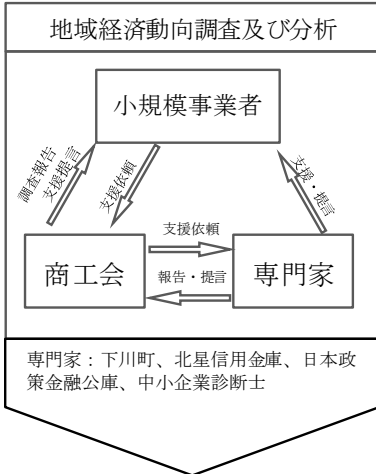 地域経済動向調査及び分析
小規模事業者
調査報告
支援提言
支援依頼
支援・提言
支援依頼
商工会
報告・提言
専門家
専門家：下川町、北星信用金庫、日本政
策金融公庫、中小企業診断士